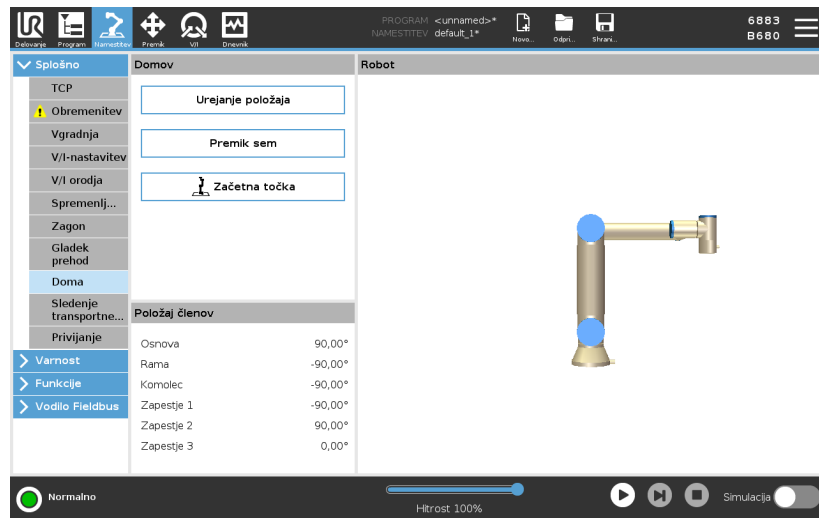 UR
PROGRAM <unnamed>*
NAMESTITEV default_1*
Delovanje Program Namestitev Premik V/I Dnevnik
Novo... Odpri... Shrani...
6883
B680
Splošno
TCP
Obremenitev
Vgradnja
V/I-nastavitev
V/I orodja
Spremenlj...
Zagon
Gladek
prehod
Doma
Sledenje
transportne...
Privijanje
Varnost
Funkcije
Vodilo Fieldbus
Domov
Urejanje položaja
Premik sem
Začetna točka
Položaj členov
Osnova 90,00°
Rama -90,00°
Komolec -90,00°
Zapestje 1 -90,00°
Zapestje 2 90,00°
Zapestje 3 0,00°
Robot
Normalno
Hitrost 100%
Simulacija